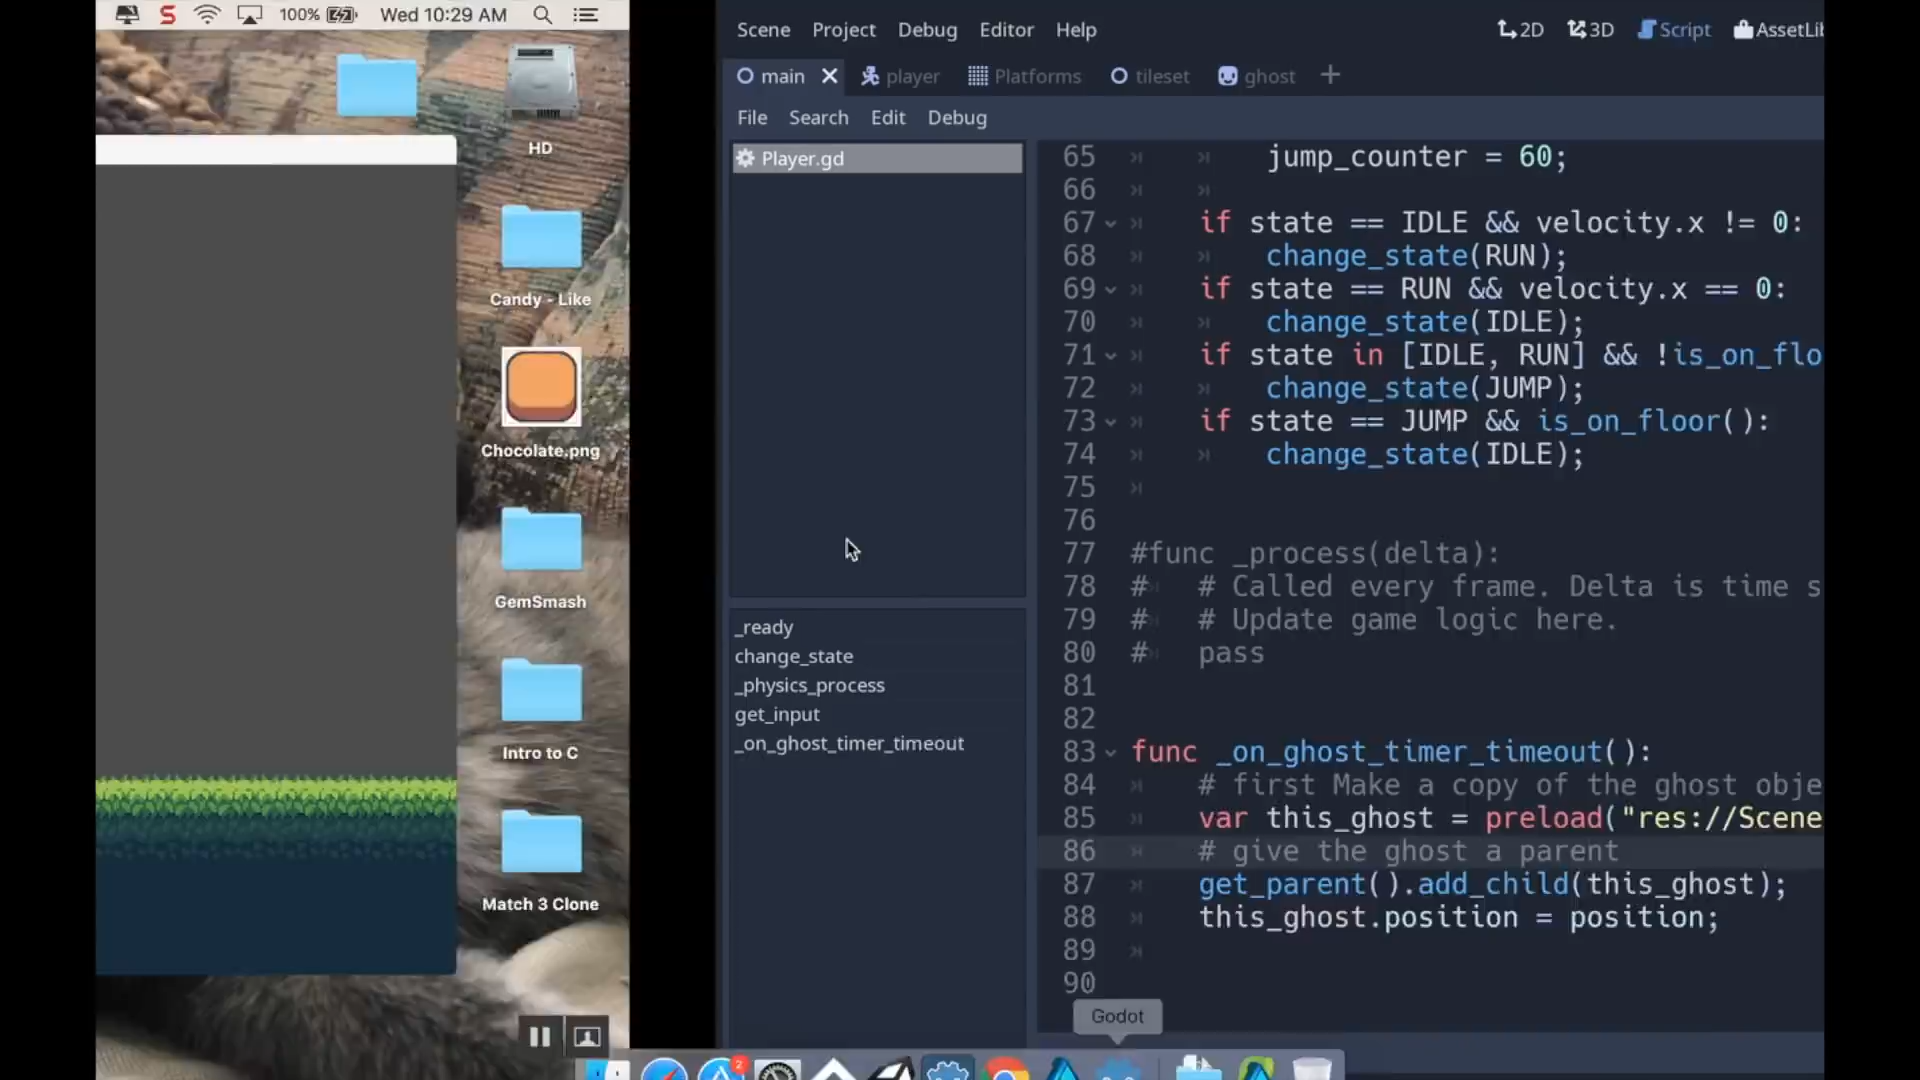 100%
Wed 10:29 AM
HD
Candy - Like
Chocolate.png
GemSmash
Intro to C
Match 3 Clone
Scene Project Debug Editor Help
2D 3D Script AssetLib
main player Platforms tileset ghost
File Search Edit Debug
Player.gd
_ready
change_state
_physics_process
get_input
_on_ghost_timer_timeout
65 jump_counter = 60;
66
67 if state == IDLE && velocity.x != 0:
68 change_state(RUN);
69 if state == RUN && velocity.x == 0:
70 change_state(IDLE);
71 if state in [IDLE, RUN] && !is_on_flo
72 change_state(JUMP);
73 if state == JUMP && is_on_floor():
74 change_state(IDLE);
75
76
77 #func _process(delta):
78 # # Called every frame. Delta is time s
79 # # Update game logic here.
80 # pass
81
82
83 func _on_ghost_timer_timeout():
84 # first Make a copy of the ghost obje
85 var this_ghost = preload("res://Scene
86 # give the ghost a parent
87 get_parent().add_child(this_ghost);
88 this_ghost.position = position;
89
90
Godot
2